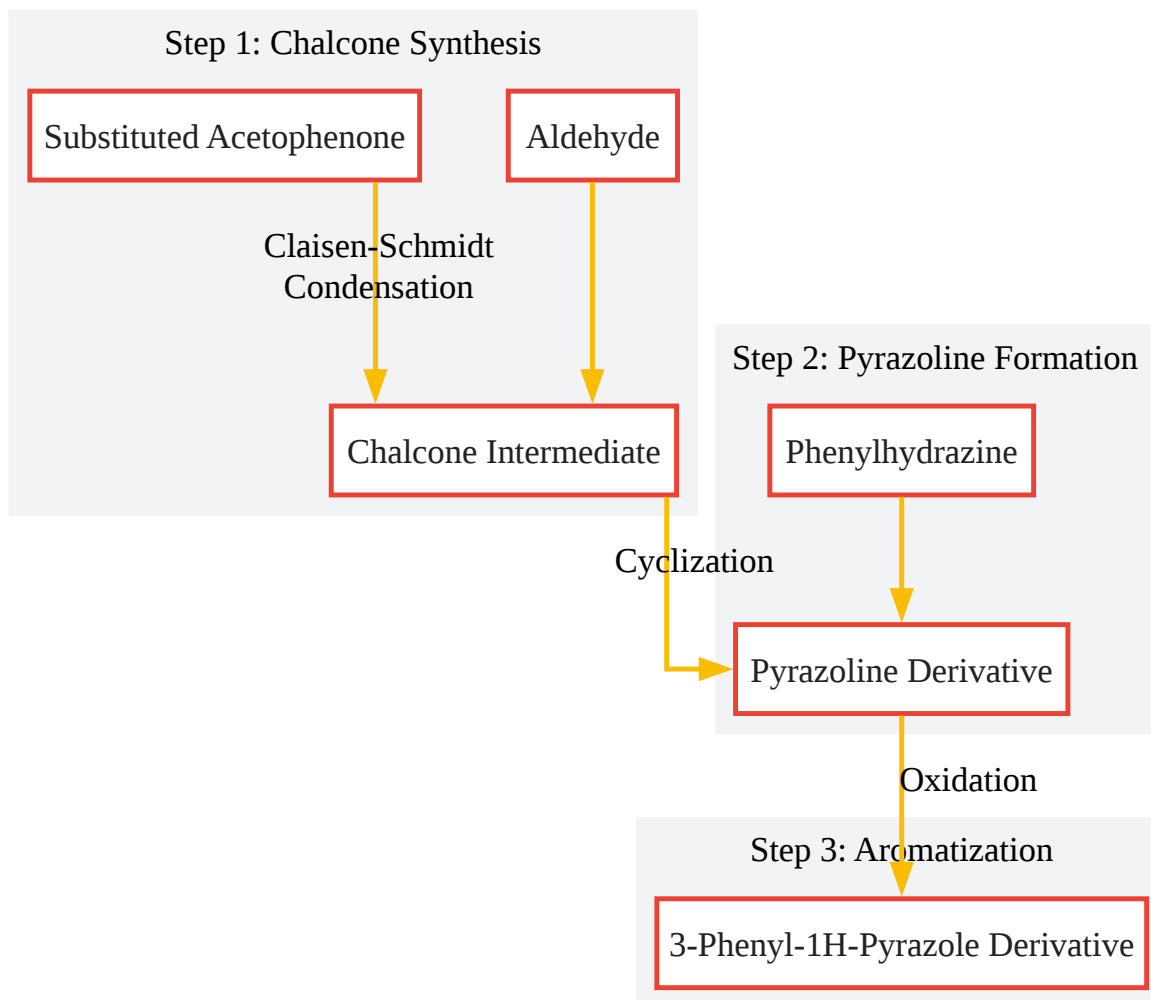 Step 1: Chalcone Synthesis
Substituted Acetophenone
Aldehyde
Claisen-Schmidt
Condensation
Chalcone Intermediate
Step 2: Pyrazoline Formation
Phenylhydrazine
Cyclization
Pyrazoline Derivative
Oxidation
Step 3: Aromatization
3-Phenyl-1H-Pyrazole Derivative